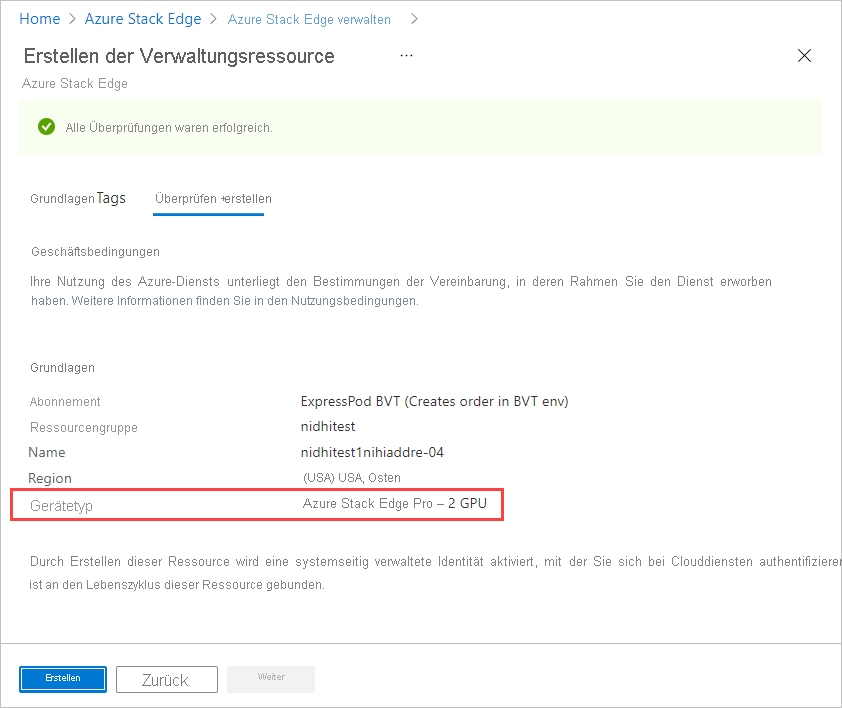 Home > Azure Stack Edge > Azure Stack Edge verwalten >
Erstellen der Verwaltungsressource ...
Azure Stack Edge
Alle Überprüfungen waren erfolgreich.
Grundlagen Tags Überprüfen +erstellen
Geschäftsbedingungen
Ihre Nutzung des Azure-Diensts unterliegt den Bestimmungen der Vereinbarung, in deren Rahmen Sie den Dienst erworben
haben. Weitere Informationen finden Sie in den Nutzungsbedingungen.
Grundlagen
Abonnement ExpressPod BVT (Creates order in BVT env)
Ressourcengruppe nidhitest
Name nidhitest1nihiaddre-04
Region (USA) USA, Osten
Gerätetyp Azure Stack Edge Pro – 2 GPU
Durch Erstellen dieser Ressource wird eine systemseitig verwaltete Identität aktiviert, mit der Sie sich bei Clouddiensten authentifizieren
ist an den Lebenszyklus dieser Ressource gebunden.
Erstellen Zurück Weiter